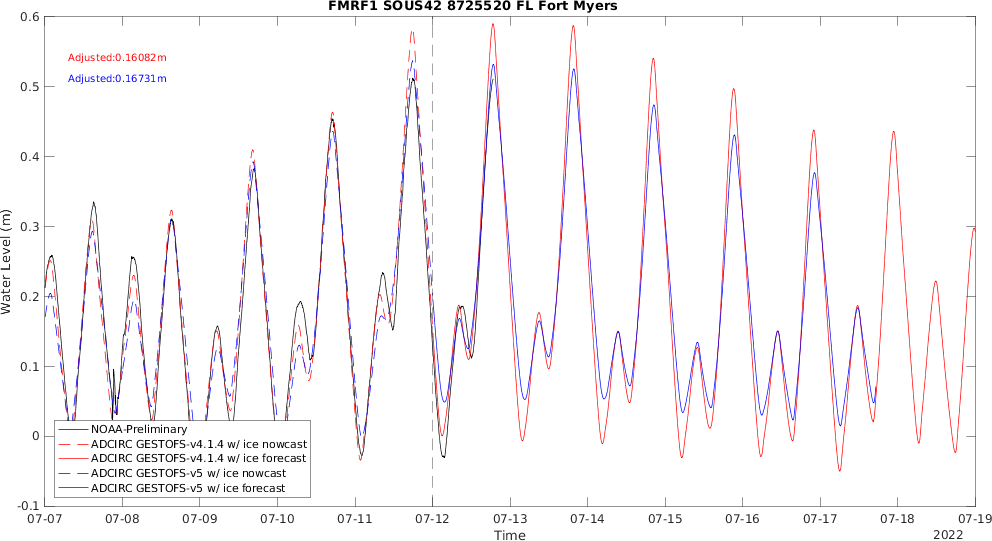 FMRF1 SOUS42 8725520 FL Fort Myers
0.6
Adjusted:0.16082m
Adjusted:0.16731m
0.5
0.4
0.3
0.2
0.1
0
-0.1
Water Level (m)
NOAA-Preliminary
ADCIRC GESTOFS-v4.1.4 w/ ice nowcast
ADCIRC GESTOFS-v4.1.4 w/ ice forecast
ADCIRC GESTOFS-v5 w/ ice nowcast
ADCIRC GESTOFS-v5 w/ ice forecast
07-07 07-08 07-09 07-10 07-11 07-12 07-13 07-14 07-15 07-16 07-17 07-18 07-19
Time
2022